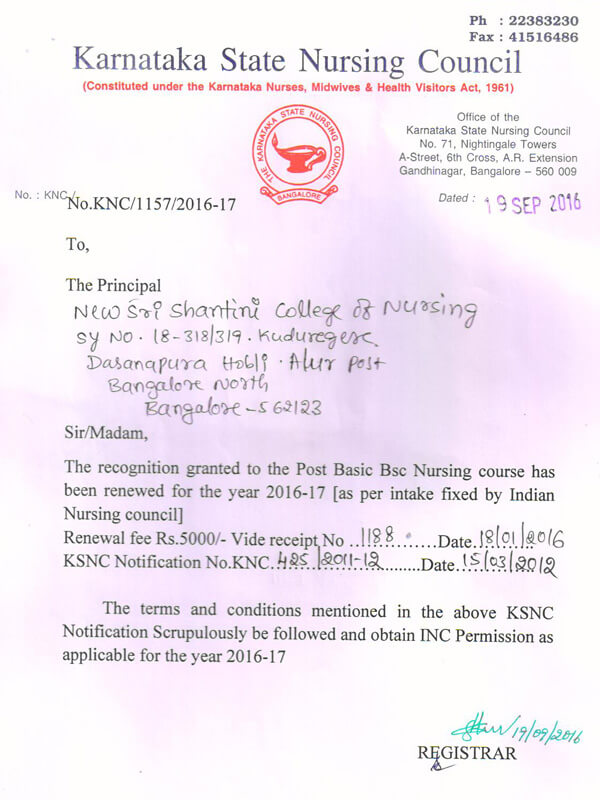 Ph : 22383230
Fax : 41516486
Karnataka State Nursing Council
(Constituted under the Karnataka Nurses, Midwives & Health Visitors Act, 1961)
THE KARNATAKA STATE NURSING COUNCIL
BANGALORE
Office of the
Karnataka State Nursing Council
No. 71, Nightingale Towers
A-Street, 6th Cross, A.R. Extension
Gandhinagar, Bangalore – 560 009
No. : KNC/
No.KNC/1157/2016-17
Dated : 19 SEP 2016
To,
The Principal
New Sri Shantini College of Nursing
Sy No. 18-318/319. Kuduregere
Dasanapura Hobli. Alur Post
Bangalore North
Bangalore-562123
Sir/Madam,
The recognition granted to the Post Basic Bsc Nursing course has
been renewed for the year 2016-17 [as per intake fixed by Indian
Nursing council]
Renewal fee Rs.5000/- Vide receipt No ..1188......Date.18/01/2016
KSNC Notification No.KNC.425/2011-12.........Date.15/03/2012
The terms and conditions mentioned in the above KSNC
Notification Scrupulously be followed and obtain INC Permission as
applicable for the year 2016-17
19/09/2016
REGISTRAR